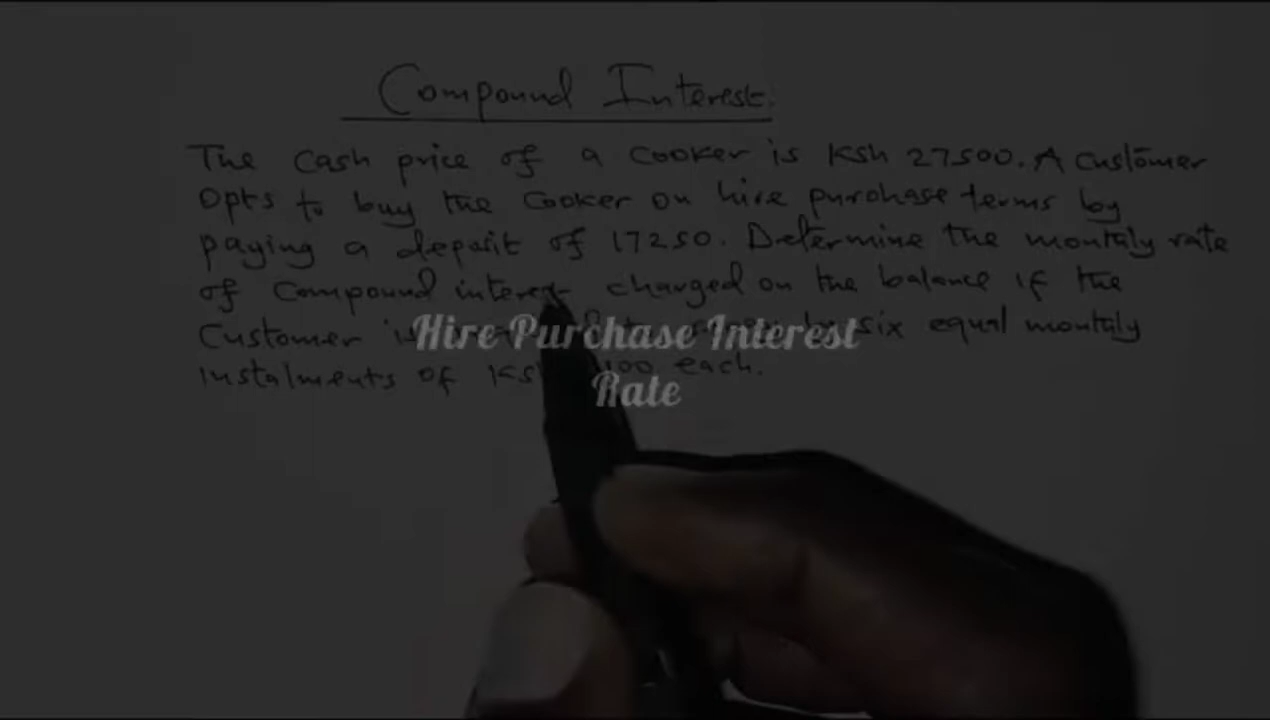 Compound Interest.
The cash price of a cooker is Ksh 27500. A customer
Opts to buy the cooker on hire purchase terms by
paying a deposit of 17250. Determine the monthly rate
of compound interest charged on the balance if the
Customer is six equal monthly
instalments of each.
Hire Purchase Interest
Rate